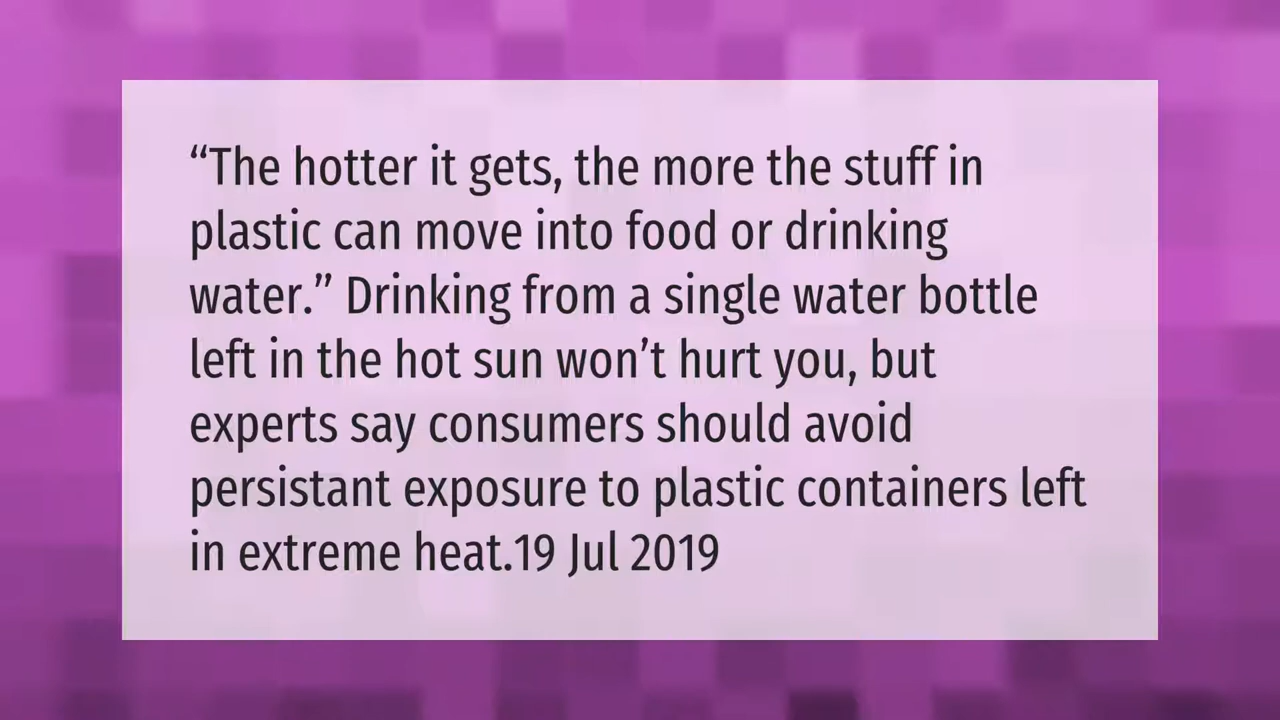 “The hotter it gets, the more the stuff in
plastic can move into food or drinking
water.” Drinking from a single water bottle
left in the hot sun won’t hurt you, but
experts say consumers should avoid
persistant exposure to plastic containers left
in extreme heat.19 Jul 2019